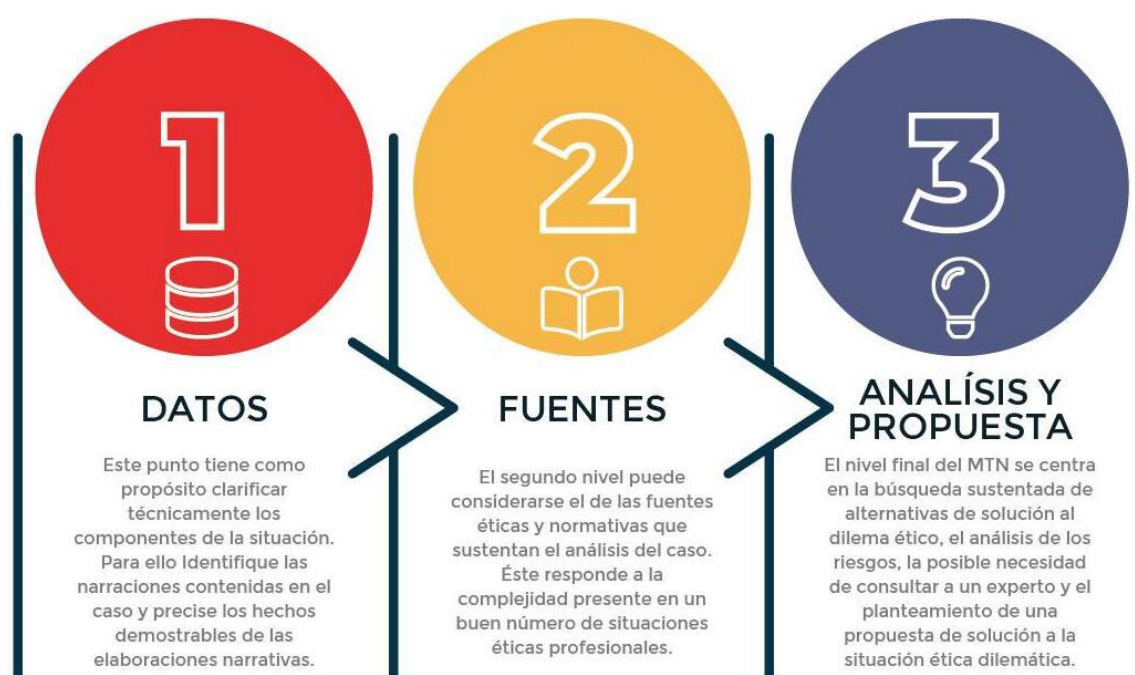 1
DATOS
Este punto tiene como
propósito clarificar
técnicamente los
componentes de la situación.
Para ello Identifique las
narraciones contenidas en el
caso y precise los hechos
demostrables de las
elaboraciones narrativas.
2
FUENTES
El segundo nivel puede
considerarse el de las fuentes
éticas y normativas que
sustentan el análisis del caso.
Éste responde a la
complejidad presente en un
buen número de situaciones
éticas profesionales.
3
ANALÍSIS Y
PROPUESTA
El nivel final del MTN se centra
en la búsqueda sustentada de
alternativas de solución al
dilema ético, el análisis de los
riesgos, la posible necesidad
de consultar a un experto y el
planteamiento de una
propuesta de solución a la
situación ética dilemática.